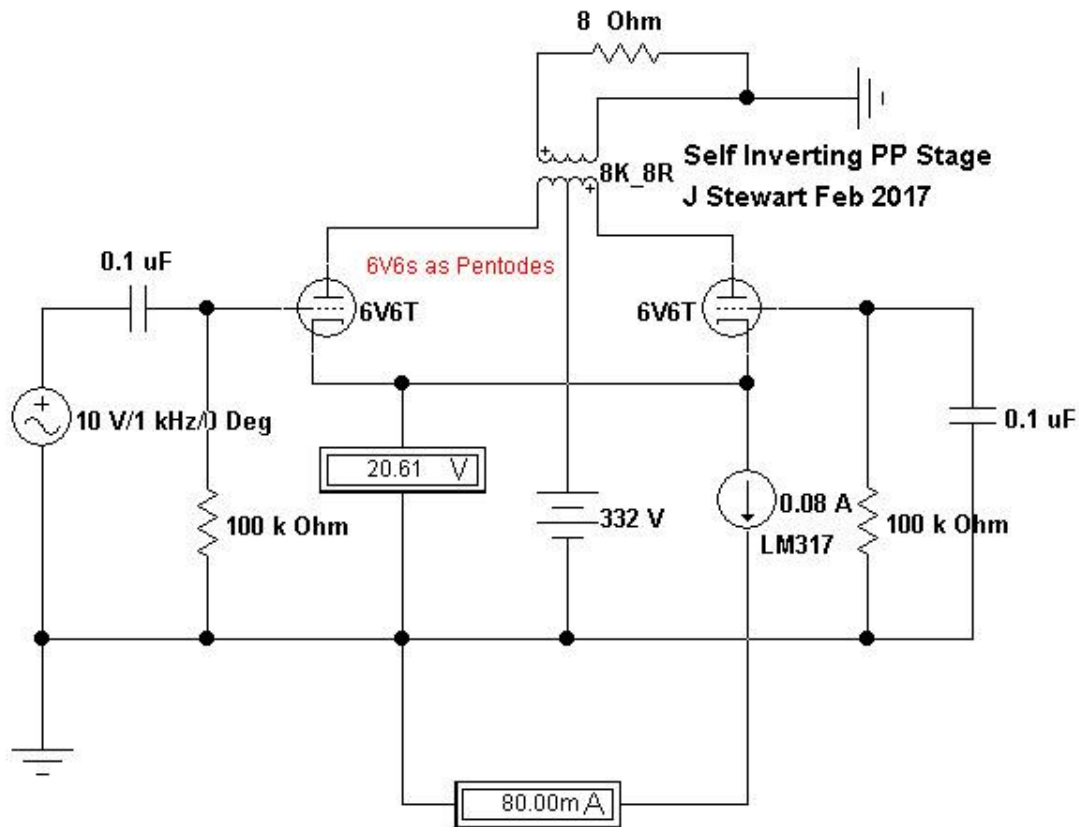 8 Ohm
Self Inverting PP Stage
8K_8R
J Stewart Feb 2017
0.1 uF
6V6s as Pentodes
6V6T
6V6T
10 V/1 kHz/0 Deg
0.1 uF
20.61 V
0.08 A
100 k Ohm
332 V
100 k Ohm
LM317
80.00m A